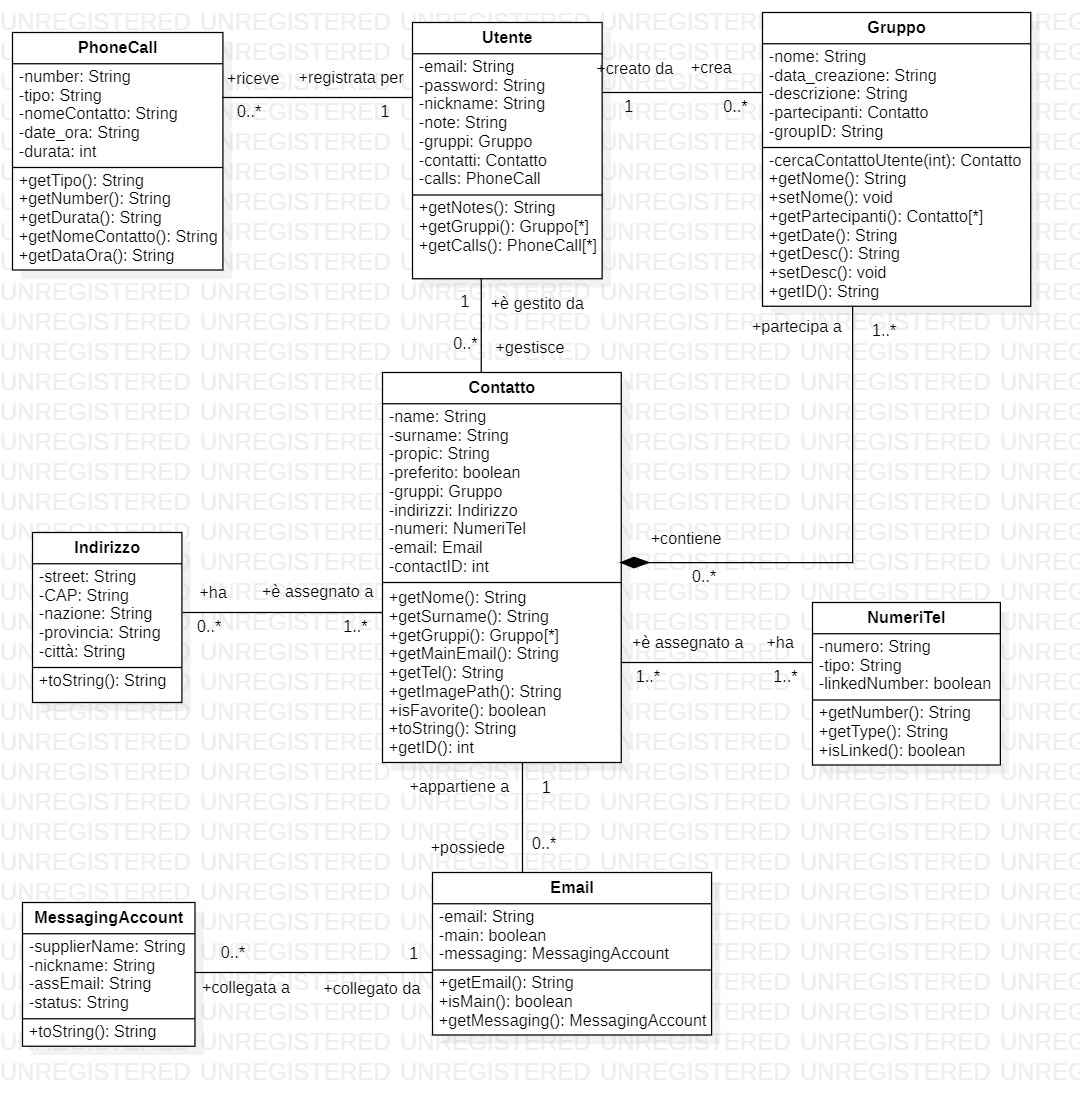 PhoneCall
-number: String
-tipo: String
-nomeContatto: String
-date_ora: String
-durata: int
+getTipo(): String
+getNumber(): String
+getDurata(): String
+getNomeContatto(): String
+getDataOra(): String
+riceve
+registrata per
0..*
1
Utente
-email: String
-password: String
-nickname: String
-note: String
-gruppi: Gruppo
-contatti: Contatto
-calls: PhoneCall
+getNotes(): String
+getGruppi(): Gruppo[*]
+getCalls(): PhoneCall[*]
+creato da
+crea
1
0..*
Gruppo
-nome: String
-data_creazione: String
-descrizione: String
-partecipanti: Contatto
-groupID: String
-cercaContattoUtente(int): Contatto
+getNome(): String
+setNome(): void
+getPartecipanti(): Contatto[*]
+getDate(): String
+getDesc(): String
+setDesc(): void
+getID(): String
1
+è gestito da
0..*
+gestisce
+partecipa a
1..*
Contatto
-name: String
-surname: String
-propic: String
-preferito: boolean
-gruppi: Gruppo
-indirizzi: Indirizzo
-numeri: NumeriTel
-email: Email
-contactID: int
+getNome(): String
+getSurname(): String
+getGruppi(): Gruppo[*]
+getMainEmail(): String
+getTel(): String
+getImagePath(): String
+isFavorite(): boolean
+toString(): String
+getID(): int
+contiene
0..*
Indirizzo
-street: String
-CAP: String
-nazione: String
-provincia: String
-città: String
+toString(): String
+ha
+è assegnato a
0..*
1..*
+è assegnato a
+ha
1..*
1..*
NumeriTel
-numero: String
-tipo: String
-linkedNumber: boolean
+getNumber(): String
+getType(): String
+isLinked(): boolean
+appartiene a
1
+possiede
0..*
Email
-email: String
-main: boolean
-messaging: MessagingAccount
+getEmail(): String
+isMain(): boolean
+getMessaging(): MessagingAccount
MessagingAccount
-supplierName: String
-nickname: String
-assEmail: String
-status: String
+toString(): String
0..*
1
+collegata a
+collegato da
UNREGISTERED